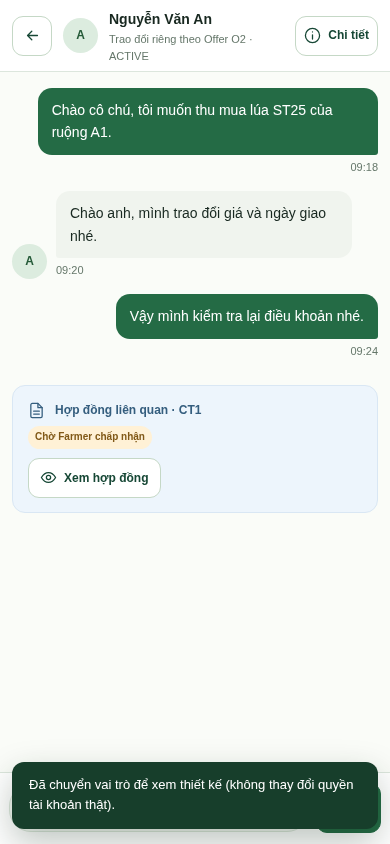 Nguyễn Văn An
A
Trao đổi riêng theo Offer O2 ·
ACTIVE
Chi tiết
Chào cô chú, tôi muốn thu mua lúa ST25 của
ruộng A1.
09:18
Chào anh, mình trao đổi giá và ngày giao
nhé.
A
09:20
Vậy mình kiểm tra lại điều khoản nhé.
09:24
Hợp đồng liên quan · CT1
Chờ Farmer chấp nhận
Xem hợp đồng
Đã chuyển vai trò để xem thiết kế (không thay đổi quyền
tài khoản thật).